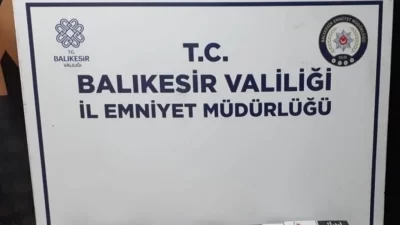 T.C.
BALIKESİR
VALİLİĞİ
T.C.
BALIKESİR VALİLİĞİ
İL EMNİYET MÜDÜRLÜĞÜ